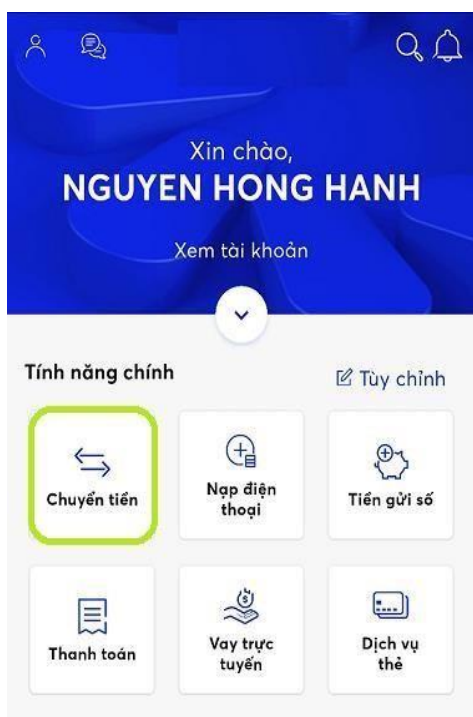 Xin chào,
NGUYEN HONG HANH
Xem tài khoản
Tính năng chính
Tùy chỉnh
Chuyển tiền
Nạp điện
thoại
Tiền gửi số
Thanh toán
Vay trực
tuyến
Dịch vụ
thẻ